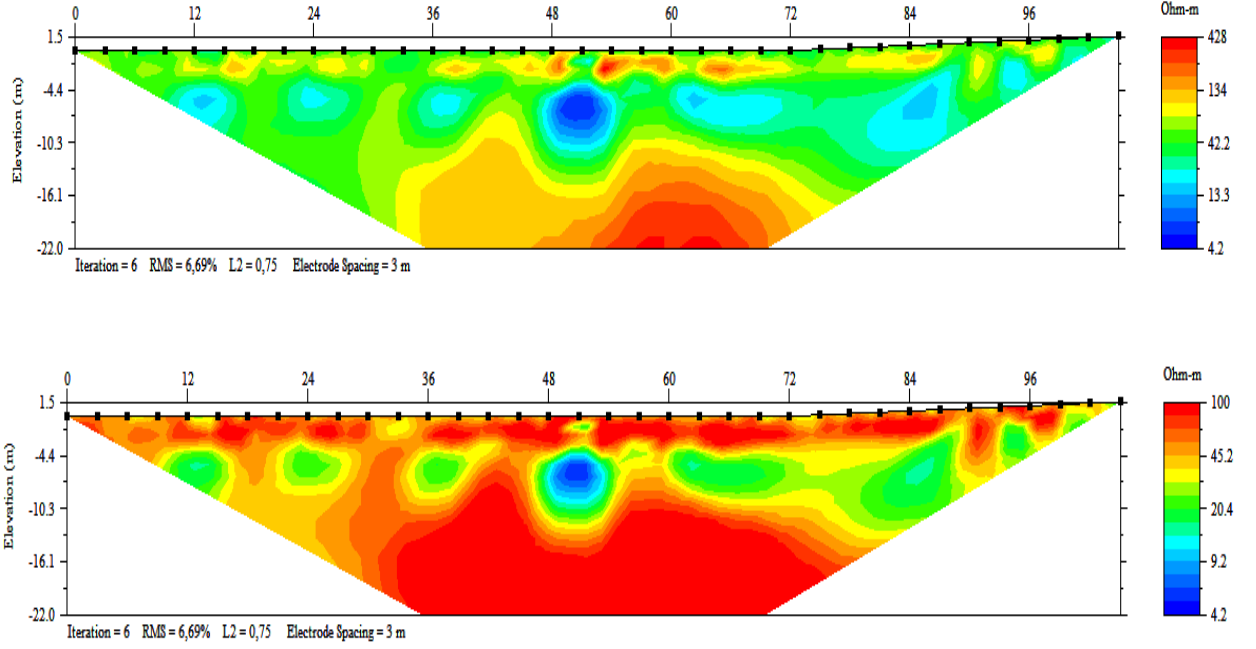 0 12 24 36 48 60 72 84 96 Ohm-m
1.5 -4.4 -10.3 -16.1 -22.0
Elevation (m)
428 134 42.2 13.3 4.2
Iteration = 6 RMS = 6,69% L2 = 0,75 Electrode Spacing = 3 m
0 12 24 36 48 60 72 84 96 Ohm-m
1.5 -4.4 -10.3 -16.1 -22.0
Elevation (m)
100 45.2 20.4 9.2 4.2
Iteration = 6 RMS = 6,69% L2 = 0,75 Electrode Spacing = 3 m